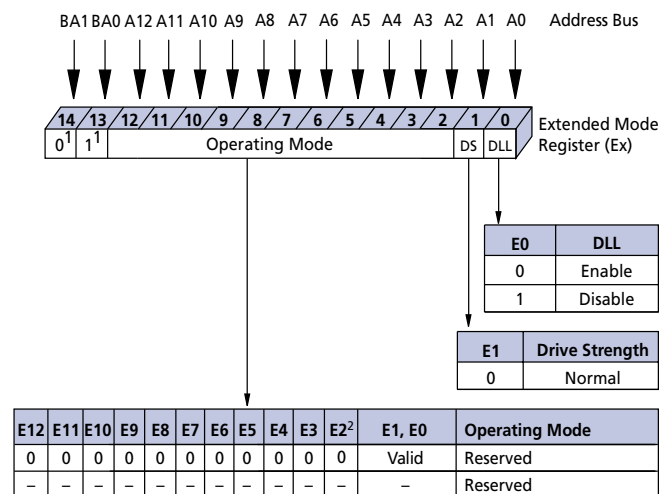 BA1 BA0 A12 A11 A10 A9 A8 A7 A6 A5 A4 A3 A2 A1 A0 Address Bus
14 13 12 11 10 9 8 7 6 5 4 3 2 1 0
Extended Mode
Register (Ex)
0¹ 1¹ Operating Mode DS DLL
E0 DLL
0 Enable
1 Disable
E1 Drive Strength
0 Normal
E12 E11 E10 E9 E8 E7 E6 E5 E4 E3 E2² E1, E0 Operating Mode
0 0 0 0 0 0 0 0 0 0 0 Valid Reserved
– – – – – – – – – – – – Reserved